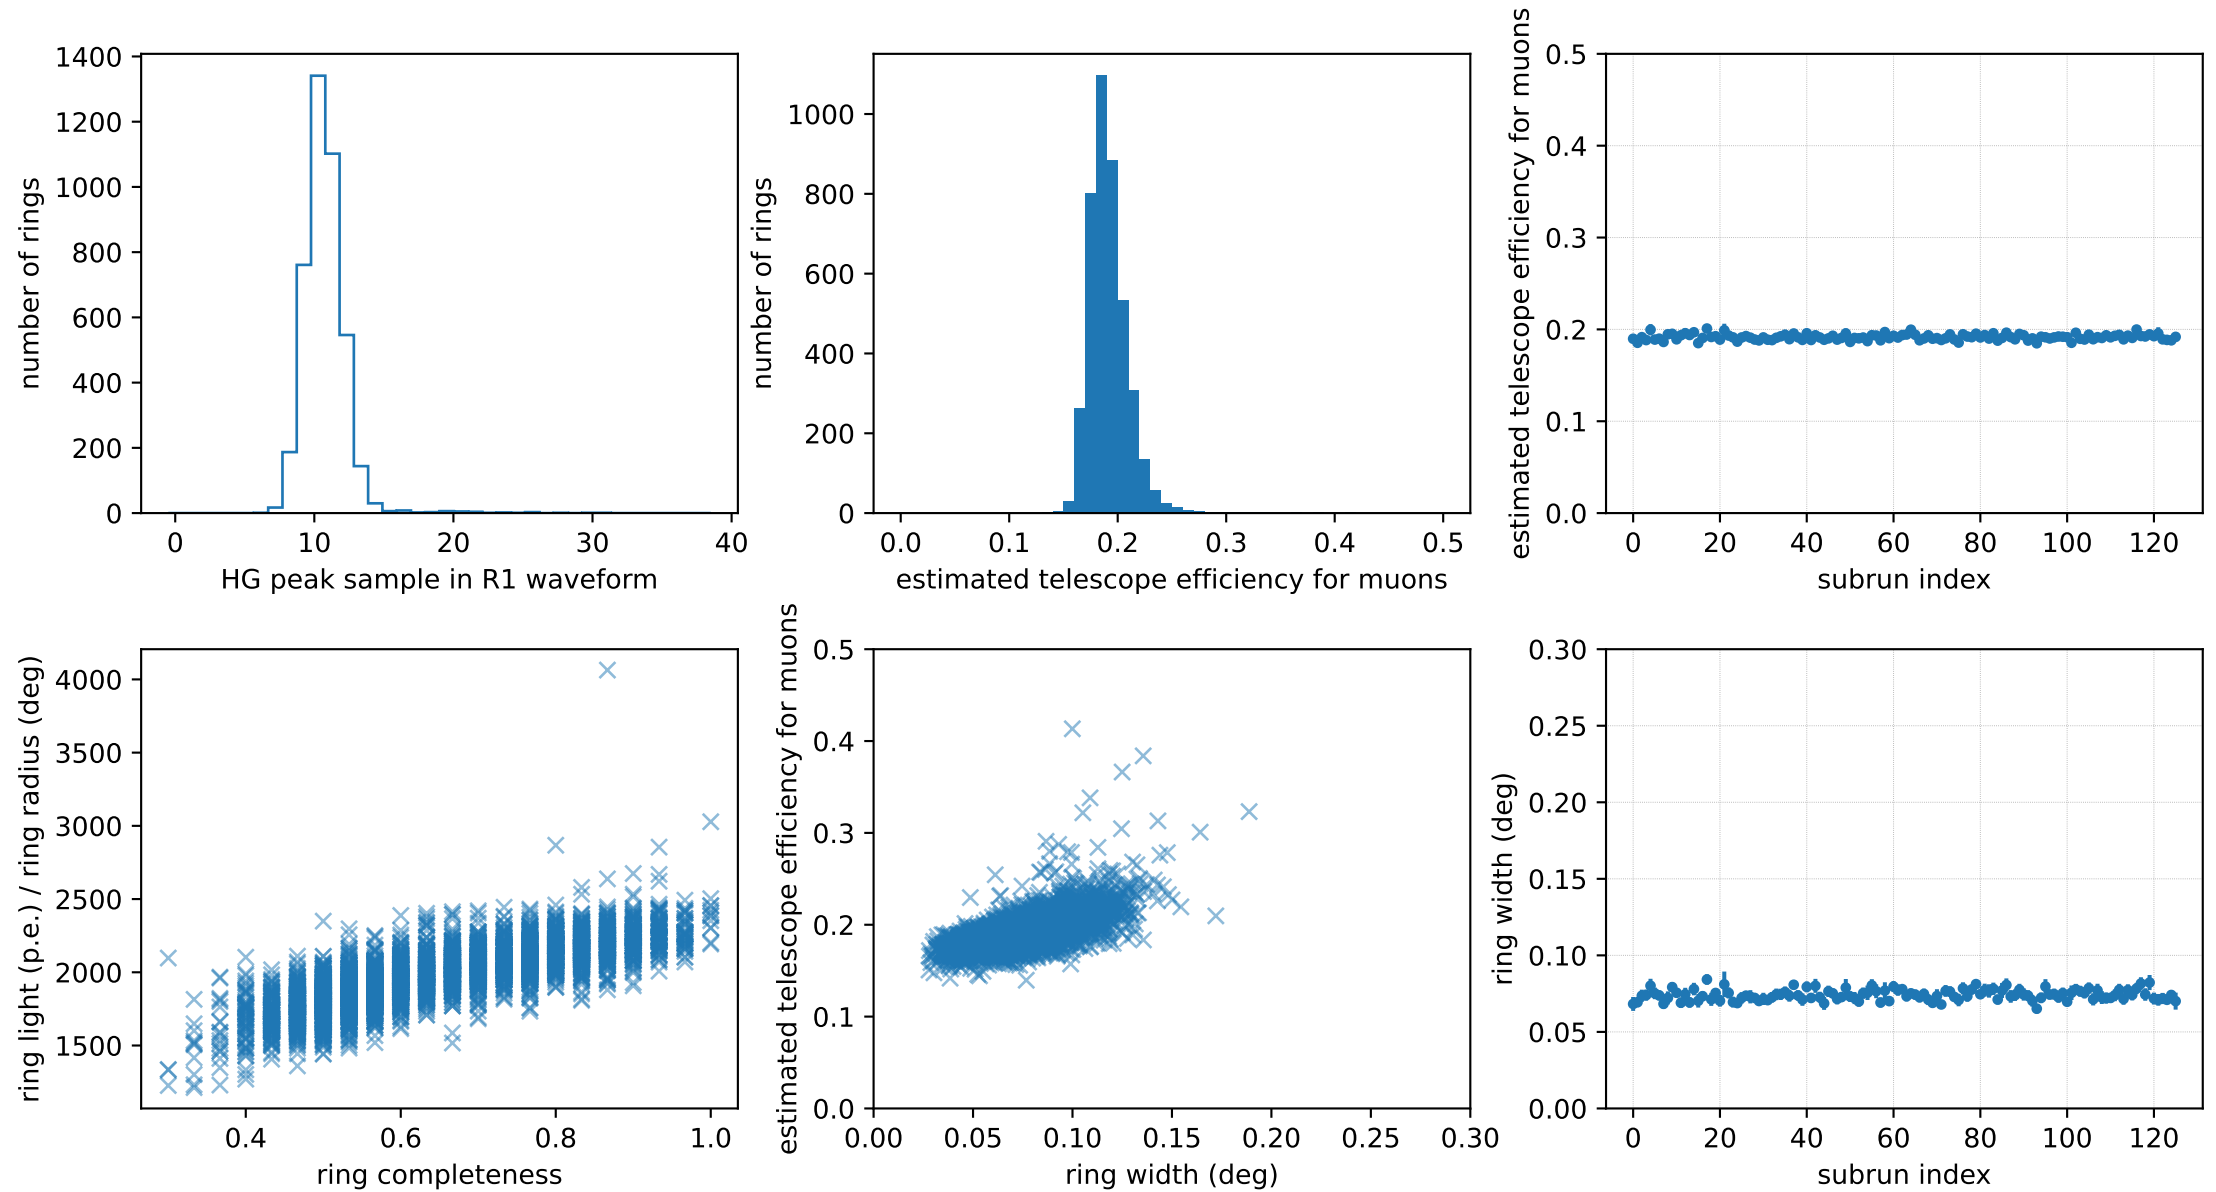 1400
1200
1000
800
600
400
200
0
number of rings
0 10 20 30 40
HG peak sample in R1 waveform
1000
800
600
400
200
0
number of rings
0.0 0.1 0.2 0.3 0.4 0.5
estimated telescope efficiency for muons
0.5
0.4
0.3
0.2
0.1
0.0
estimated telescope efficiency for muons
0 20 40 60 80 100 120
subrun index
4000
3500
3000
2500
2000
1500
ring light (p.e.) / ring radius (deg)
0.4 0.6 0.8 1.0
ring completeness
0.5
0.4
0.3
0.2
0.1
0.0
estimated telescope efficiency for muons
0.00 0.05 0.10 0.15 0.20 0.25 0.30
ring width (deg)
0.30
0.25
0.20
0.15
0.10
0.05
0.00
ring width (deg)
0 20 40 60 80 100 120
subrun index